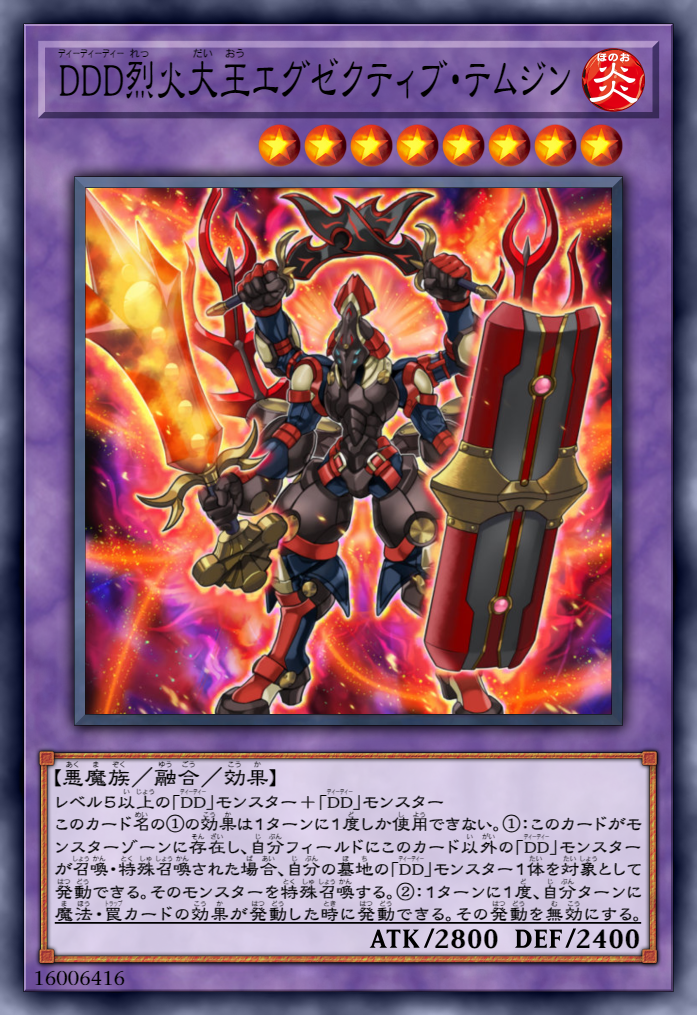 DDD烈火大王エグゼクティブ・テムジン 炎
【悪魔族／融合／効果】
レベル５以上の「DD」モンスター＋「DD」モンスター
このカード名の①の効果は１ターンに１度しか使用できない。①：このカードがモ
ンスターゾーンに存在し、自分フィールドにこのカード以外の「DD」モンスター
が召喚・特殊召喚された場合、自分の墓地の「DD」モンスター１体を対象として
発動できる。そのモンスターを特殊召喚する。②：１ターンに１度、自分ターンに
魔法・罠カードの効果が発動した時に発動できる。その発動を無効にする。
ATK/2800 DEF/2400
16006416